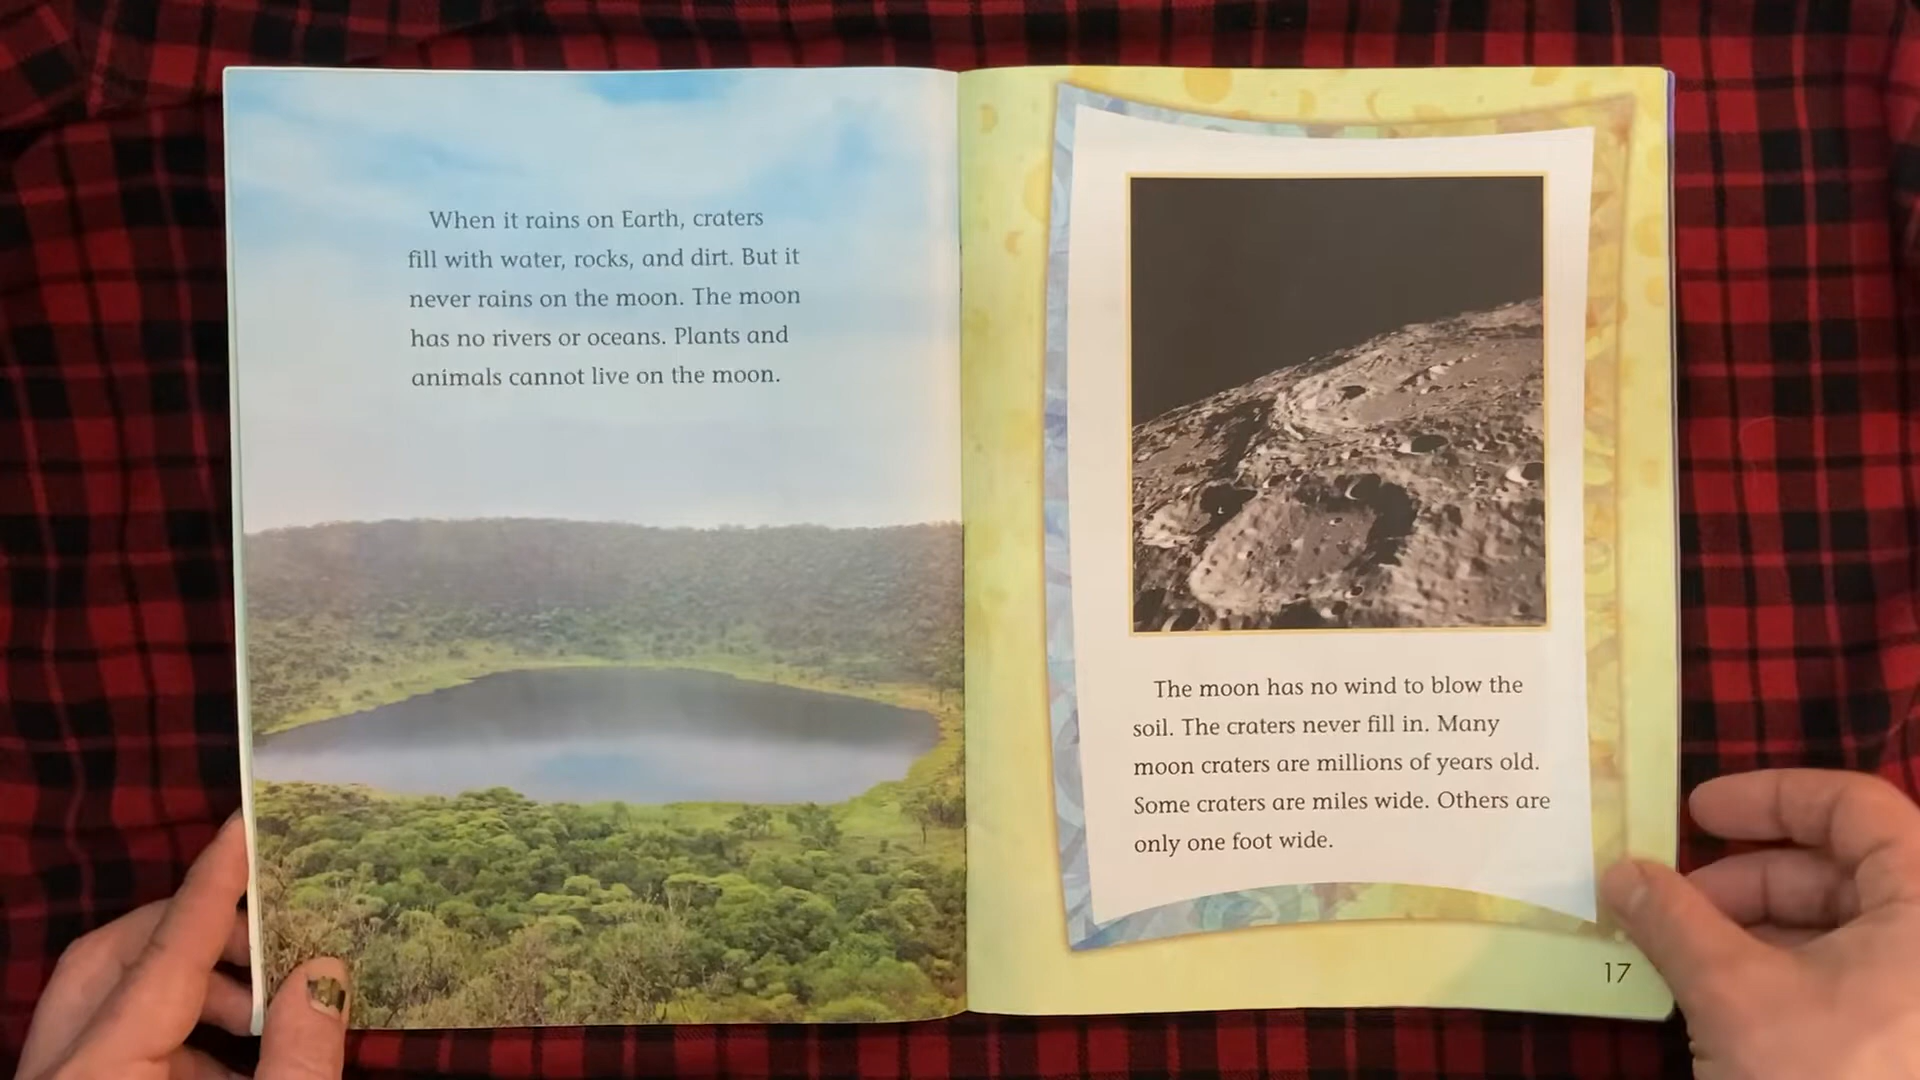 When it rains on Earth, craters
fill with water, rocks, and dirt. But it
never rains on the moon. The moon
has no rivers or oceans. Plants and
animals cannot live on the moon.
The moon has no wind to blow the
soil. The craters never fill in. Many
moon craters are millions of years old.
Some craters are miles wide. Others are
only one foot wide.
17